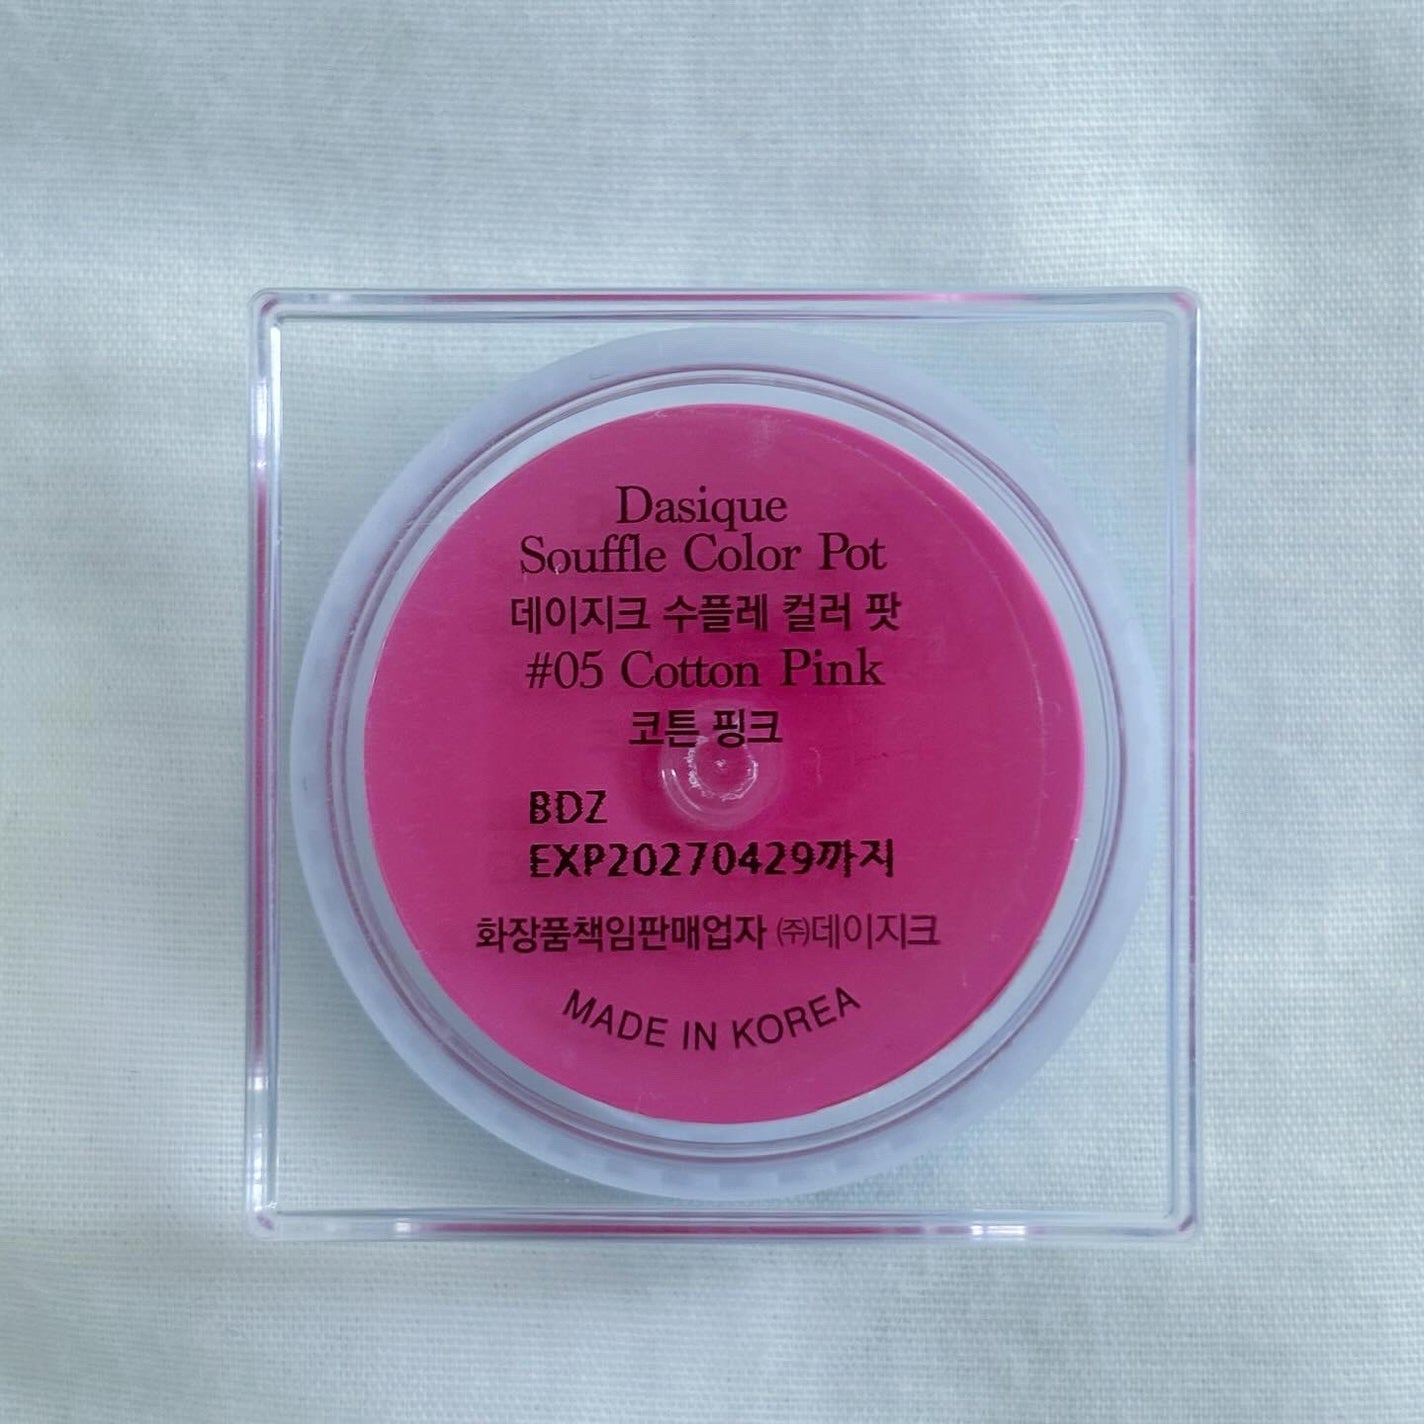 Dasique
Souffle Color Pot
데이지크 수플레 컬러 팟
#05 Cotton Pink
코튼 핑크
BDZ
EXP20270429까지
화장품책임판매업자 ㈜데이지크
MADE IN KOREA